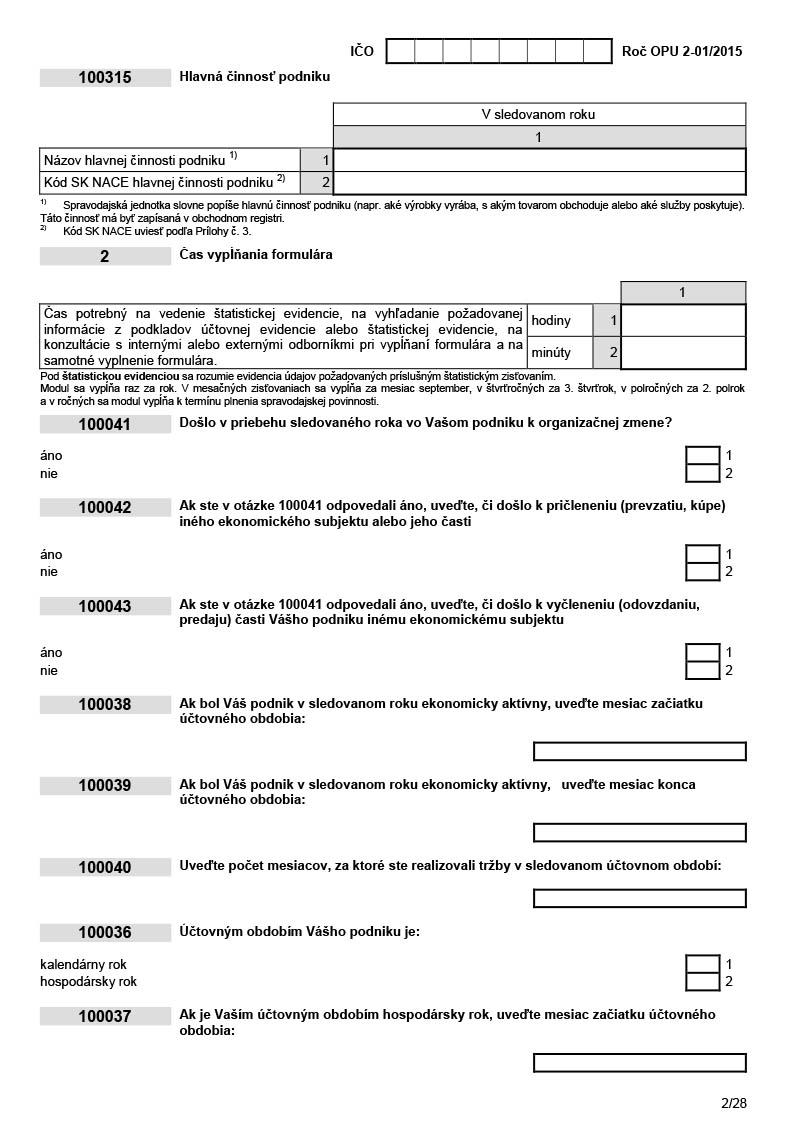 IČO Roč OPU 2-01/2015
100315 Hlavná činnosť podniku
V sledovanom roku
1
Názov hlavnej činnosti podniku 1) 1
Kód SK NACE hlavnej činnosti podniku 2) 2
1) Spravodajská jednotka slovne popíše hlavnú činnosť podniku (napr. aké výrobky vyrába, s akým tovarom obchoduje alebo aké služby poskytuje).
Táto činnosť má byť zapísaná v obchodnom registri.
2) Kód SK NACE uviesť podľa Prílohy č. 3.
2 Čas vypĺňania formulára
1
Čas potrebný na vedenie štatistickej evidencie, na vyhľadanie požadovanej
informácie z podkladov účtovnej evidencie alebo štatistickej evidencie, na
konzultácie s internými alebo externými odborníkmi pri vypĺňaní formulára a na
samotné vyplnenie formulára.
hodiny 1
minúty 2
Pod štatistickou evidenciou sa rozumie evidencia údajov požadovaných príslušným štatistickým zisťovaním.
Modul sa vypĺňa raz za rok. V mesačných zisťovaniach sa vypĺňa za mesiac september, v štvrťročných za 3. štvrťrok, v polročných za 2. polrok
a v ročných sa modul vypĺňa k termínu plnenia spravodajskej povinnosti.
100041 Došlo v priebehu sledovaného roka vo Vašom podniku k organizačnej zmene?
áno 1
nie 2
100042 Ak ste v otázke 100041 odpovedali áno, uveďte, či došlo k pričleneniu (prevzatiu, kúpe)
iného ekonomického subjektu alebo jeho časti
áno 1
nie 2
100043 Ak ste v otázke 100041 odpovedali áno, uveďte, či došlo k vyčleneniu (odovzdaniu,
predaju) časti Vášho podniku inému ekonomickému subjektu
áno 1
nie 2
100038 Ak bol Váš podnik v sledovanom roku ekonomicky aktívny, uveďte mesiac začiatku
účtovného obdobia:
100039 Ak bol Váš podnik v sledovanom roku ekonomicky aktívny, uveďte mesiac konca
účtovného obdobia:
100040 Uveďte počet mesiacov, za ktoré ste realizovali tržby v sledovanom účtovnom období:
100036 Účtovným obdobím Vášho podniku je:
kalendárny rok 1
hospodársky rok 2
100037 Ak je Vaším účtovným obdobím hospodársky rok, uveďte mesiac začiatku účtovného
obdobia:
2/28